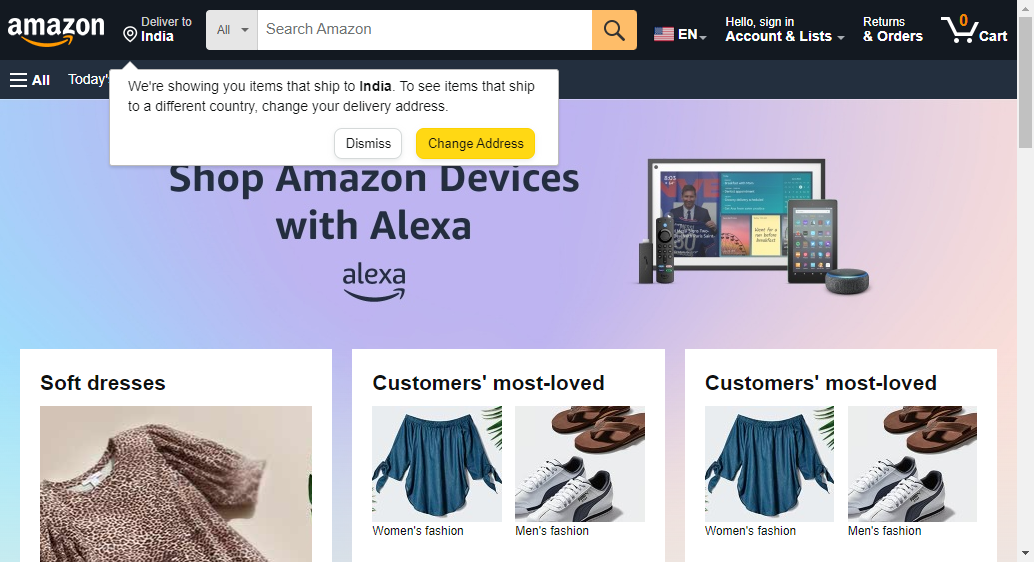 amazon
Deliver to
India
All
Search Amazon
EN
Hello, sign in
Account & Lists
Returns
& Orders
0
Cart
All
Today's
We're showing you items that ship to India. To see items that ship
to a different country, change your delivery address.
Dismiss
Change Address
Shop Amazon Devices
with Alexa
alexa
8:03
Soft dresses
Customers' most-loved
Customers' most-loved
Women's fashion
Men's fashion
Women's fashion
Men's fashion